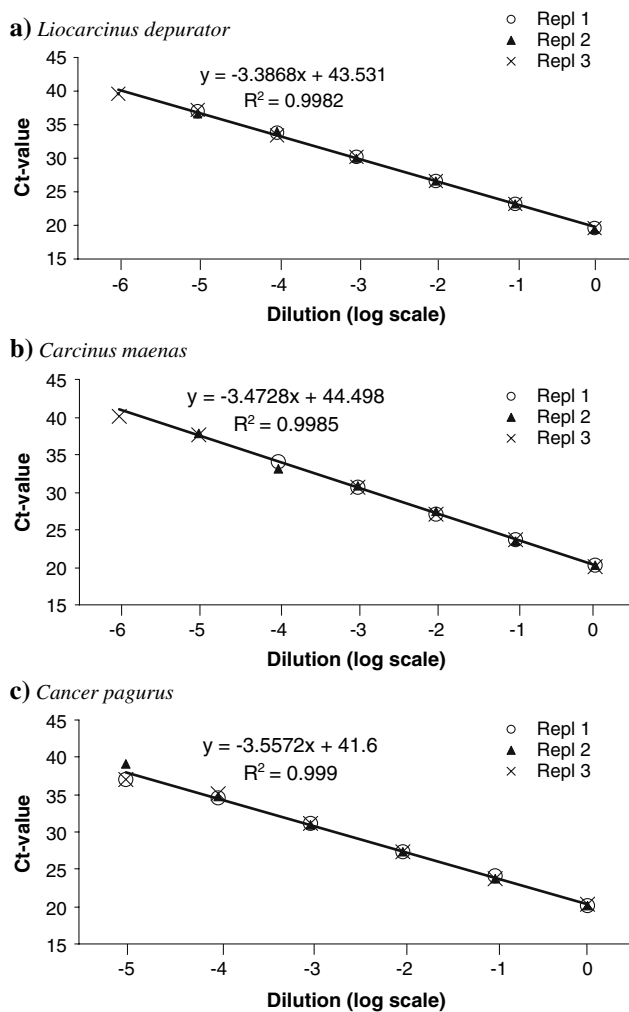 a) Liocarcinus depurator
Repl 1
Repl 2
Repl 3
y = -3.3868x + 43.531
R² = 0.9982
Ct-value
45
40
35
30
25
20
15
-6 -5 -4 -3 -2 -1 0
Dilution (log scale)
b) Carcinus maenas
Repl 1
Repl 2
Repl 3
y = -3.4728x + 44.498
R² = 0.9985
Ct-value
45
40
35
30
25
20
15
-6 -5 -4 -3 -2 -1 0
Dilution (log scale)
c) Cancer pagurus
Repl 1
Repl 2
Repl 3
y = -3.5572x + 41.6
R² = 0.999
Ct-value
45
40
35
30
25
20
15
-5 -4 -3 -2 -1 0
Dilution (log scale)